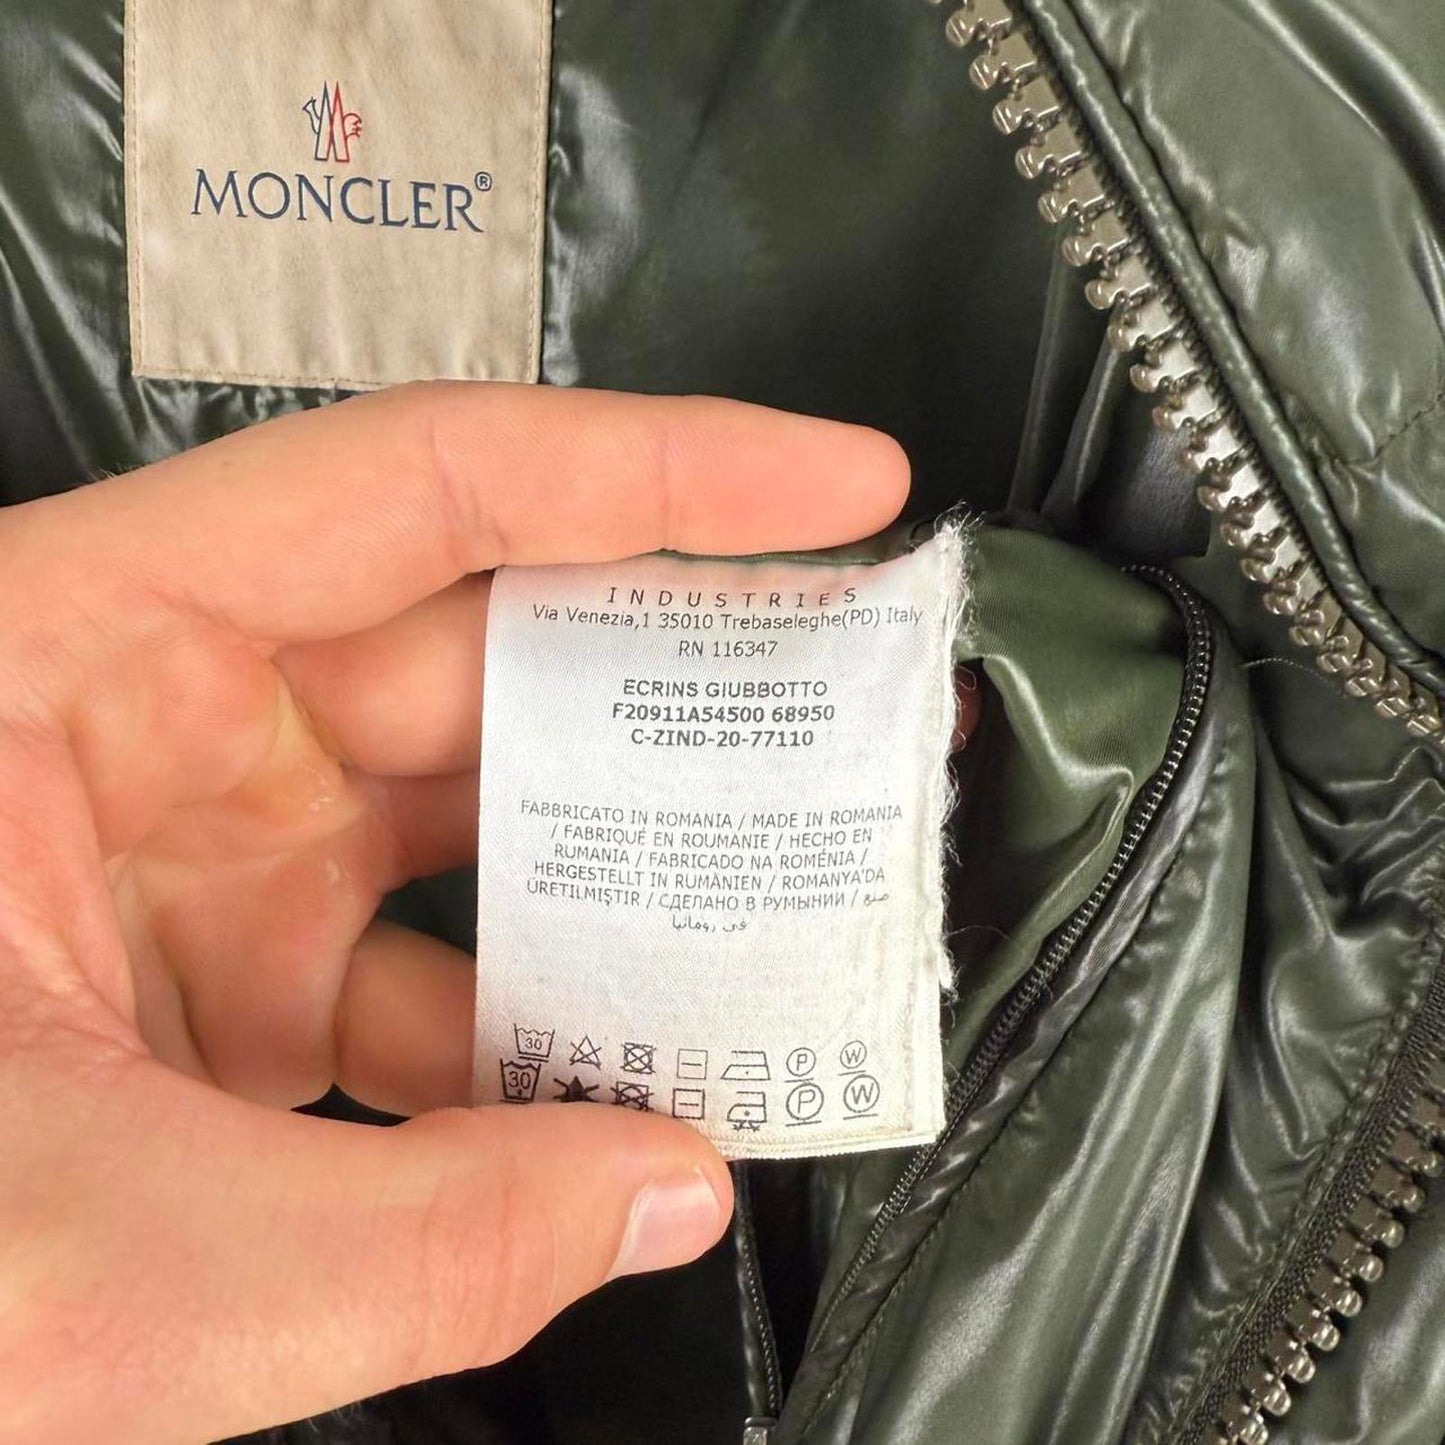 MONCLER®
INDUSTRIES
Via Venezia,1 35010 Trebaseleghe(PD) Italy
RN 116347
ECRINS GIUBBOTTO
F20911A54500 68950
C-ZIND-20-77110
FABBRICATO IN ROMANIA / MADE IN ROMANIA
/ FABRIQUÉ EN ROUMANIE / HECHO EN
RUMANIA / FABRICADO NA ROMÉNIA /
HERGESTELLT IN RUMÄNIEN / ROMANYA'DA
ÜRETILMIŞTIR / СДЕЛАНО В РУМЫНИИ / صنع
في رومانيا
30 P W
30 P W